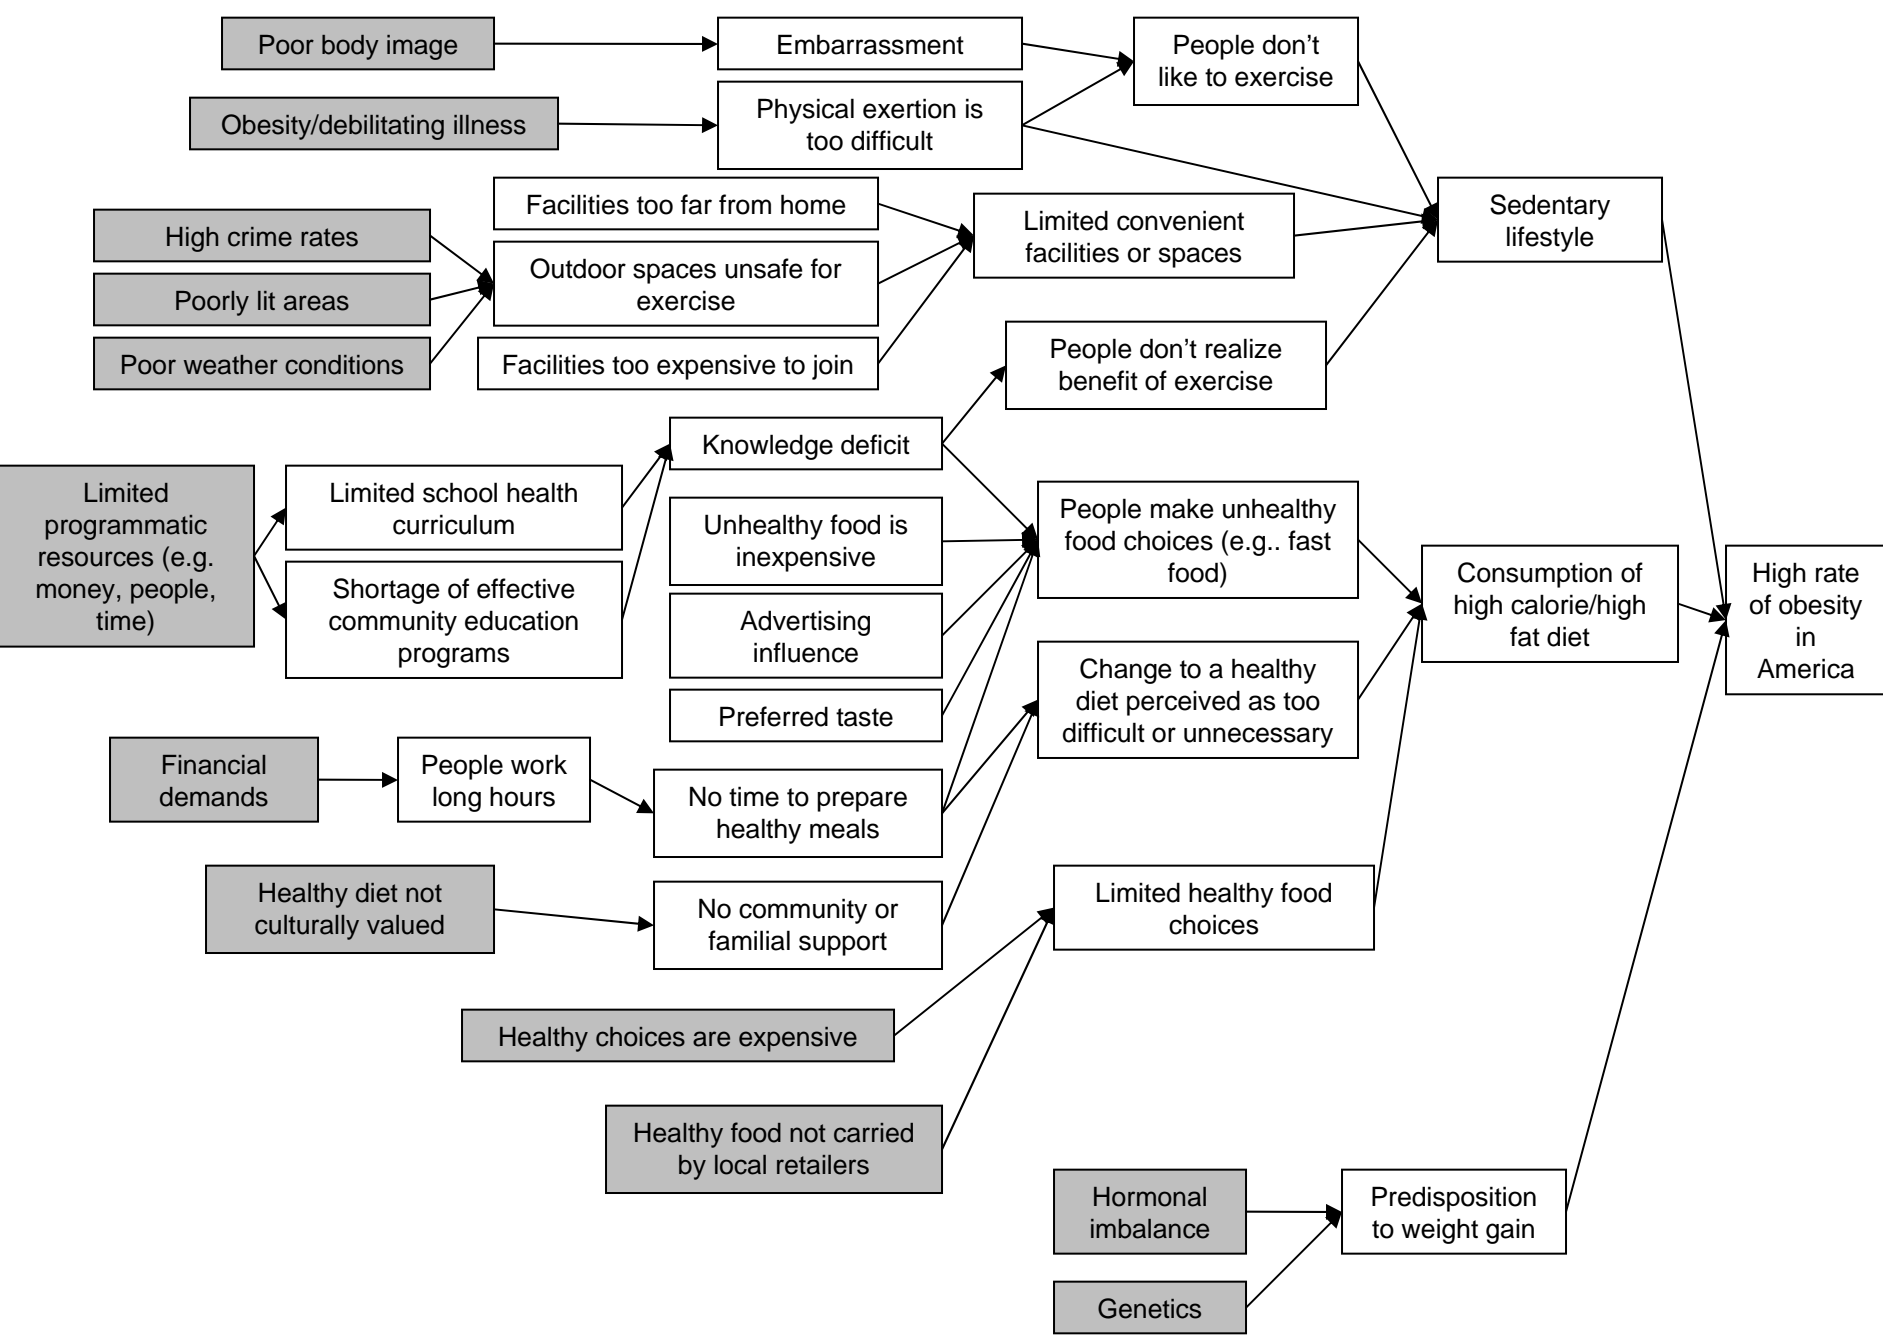 Poor body image
Embarrassment
People don't
like to exercise
Obesity/debilitating illness
Physical exertion is
too difficult
High crime rates
Poorly lit areas
Poor weather conditions
Facilities too far from home
Outdoor spaces unsafe for
exercise
Facilities too expensive to join
Limited convenient
facilities or spaces
Sedentary
lifestyle
People don't realize
benefit of exercise
Limited
programmatic
resources (e.g.
money, people,
time)
Limited school health
curriculum
Shortage of effective
community education
programs
Knowledge deficit
Unhealthy food is
inexpensive
Advertising
influence
Preferred taste
People make unhealthy
food choices (e.g.. fast
food)
Change to a healthy
diet perceived as too
difficult or unnecessary
Consumption of
high calorie/high
fat diet
High rate
of obesity
in
America
Financial
demands
People work
long hours
No time to prepare
healthy meals
Healthy diet not
culturally valued
No community or
familial support
Limited healthy food
choices
Healthy choices are expensive
Healthy food not carried
by local retailers
Hormonal
imbalance
Predisposition
to weight gain
Genetics